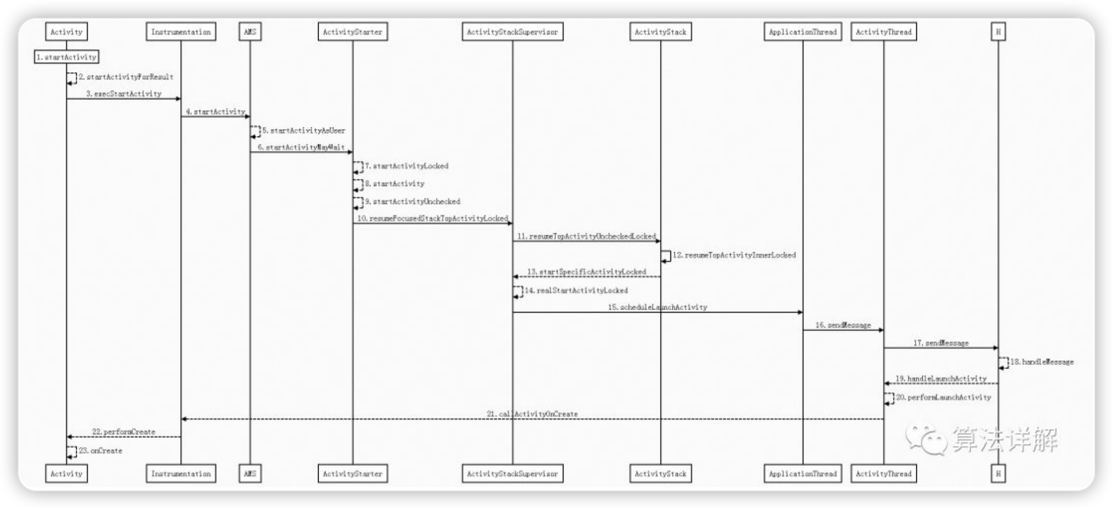 Activity
Instrumentation
AMS
ActivityStarter
ActivityStackSupervisor
ActivityStack
ApplicationThread
ActivityThread
H
1.startActivity
2.startActivityForResult
3.execStartActivity
4.startActivity
5.startActivityAsUser
6.startActivityMayWait
7.startActivityLocked
8.startActivity
9.startActivityUnchecked
10.resumeFocusedStackTopActivityLocked
11.resumeTopActivityUncheckedLocked
12.resumeTopActivityInnerLocked
13.startSpecificActivityLocked
14.realStartActivityLocked
15.scheduleLaunchActivity
16.sendMessage
17.sendMessage
18.handleMessage
19.handleLaunchActivity
20.performLaunchActivity
21.callActivityOnCreate
22.performCreate
23.onCreate
算法详解
Activity
Instrumentation
AMS
ActivityStarter
ActivityStackSupervisor
ActivityStack
ApplicationThread
ActivityThread
H